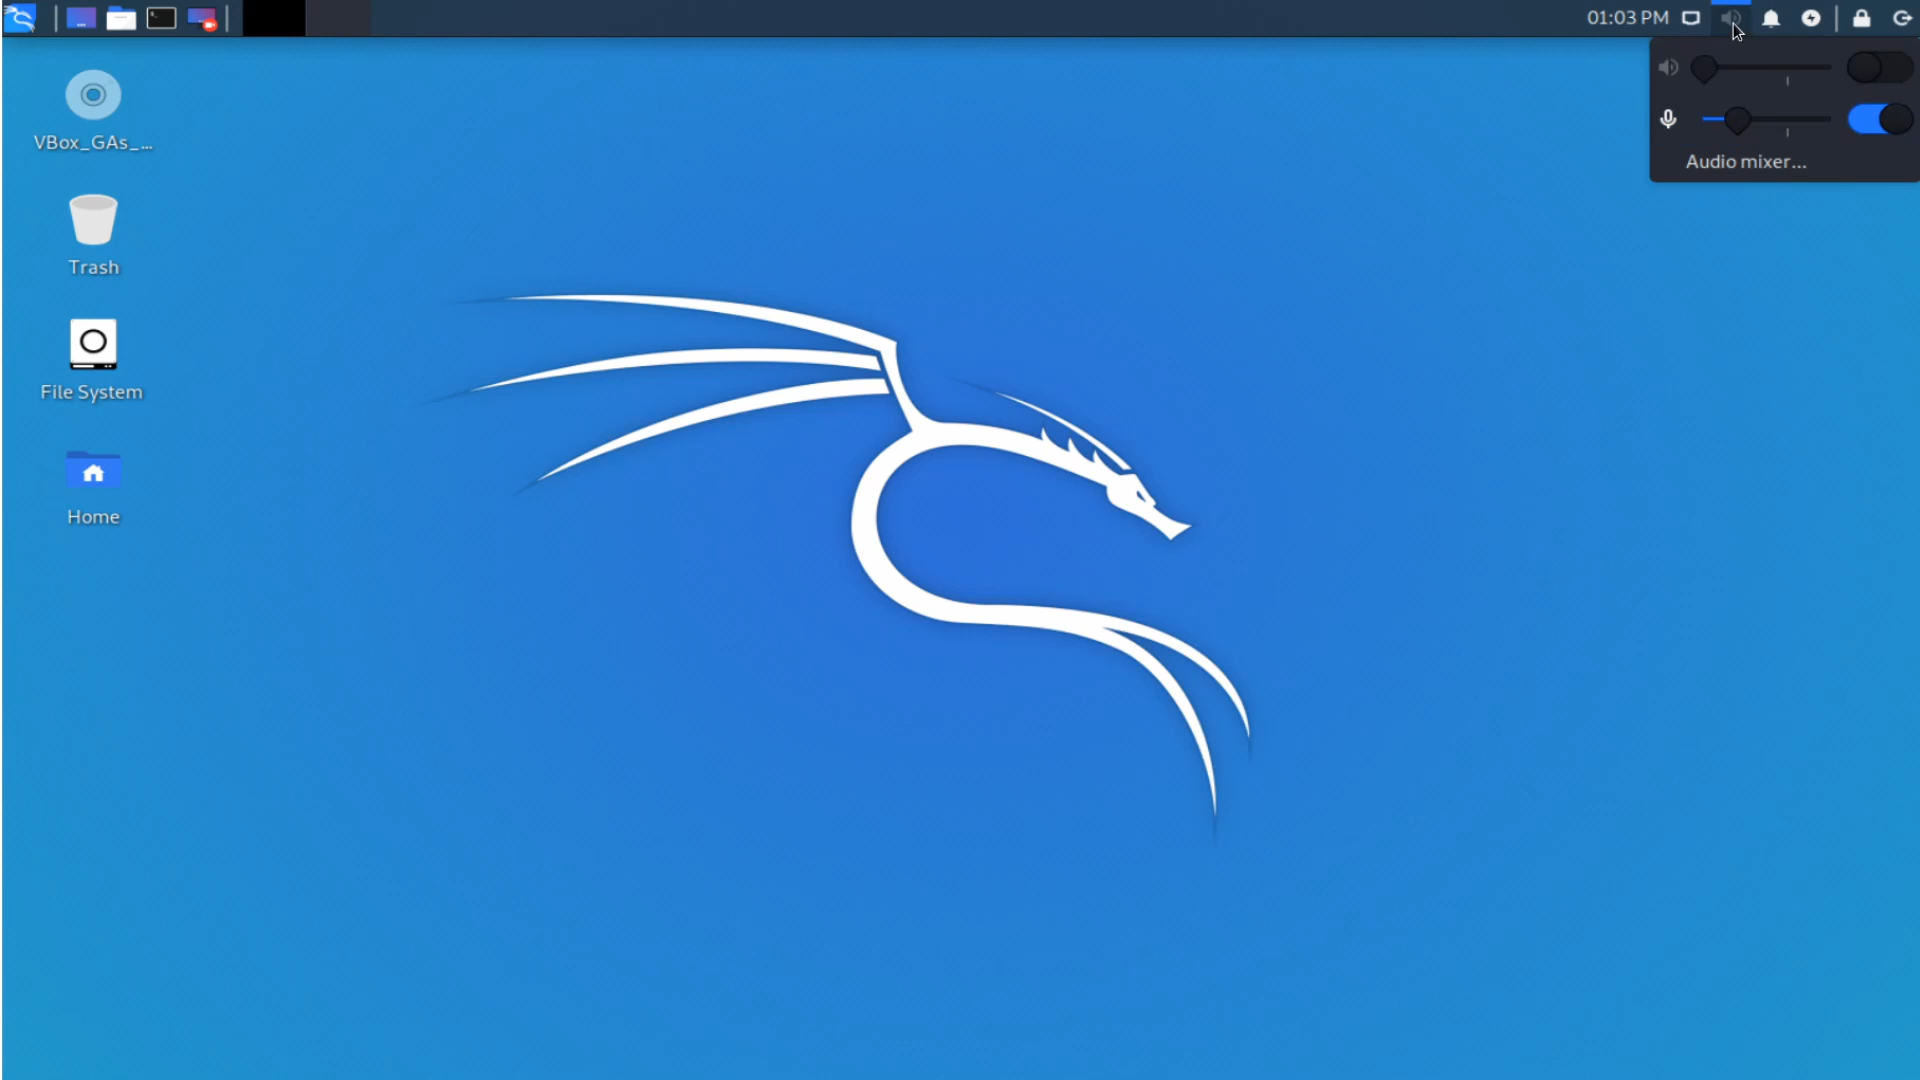 01:03 PM
VBox_GAs_...
Audio mixer...
Trash
File System
Home